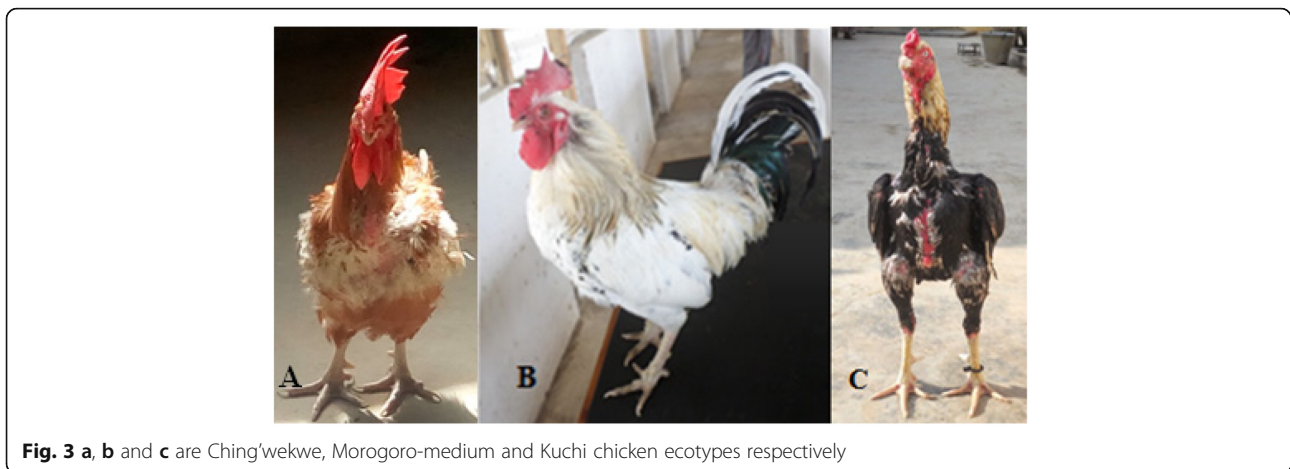 A
B
C
Fig. 3 a, b and c are Ching'wekwe, Morogoro-medium and Kuchi chicken ecotypes respectively